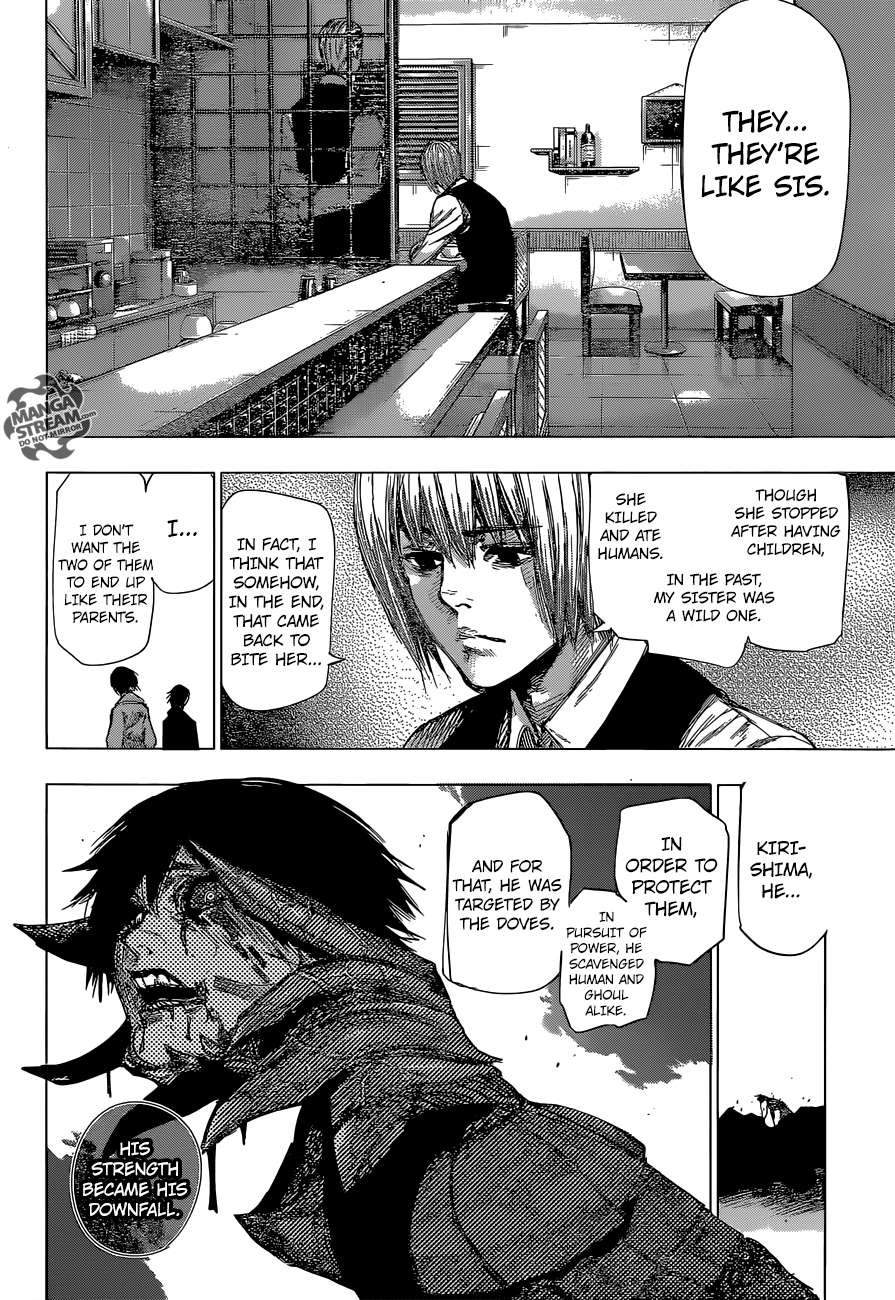 THEY...
THEY'RE
LIKE SIS.
THOUGH
SHE STOPPED
AFTER HAVING
CHILDREN,
IN THE PAST,
MY SISTER WAS
A WILD ONE.
SHE
KILLED
AND ATE
HUMANS.
IN FACT, I
THINK THAT
SOMEHOW,
IN THE END,
THAT CAME
BACK TO
BITE HER...
I...
I DON'T
WANT THE
TWO OF THEM
TO END UP
LIKE THEIR
PARENTS.
KIRI-
SHIMA,
HE...
IN
ORDER TO
PROTECT
THEM,
IN
PURSUIT OF
POWER, HE
SCAVENGED
HUMAN AND
GHOUL
ALIKE.
AND FOR
THAT, HE WAS
TARGETED BY
THE DOVES.
HIS
STRENGTH
BECAME HIS
DOWNFALL.
MANGA
STREAM.com
DO NOT MIRROR